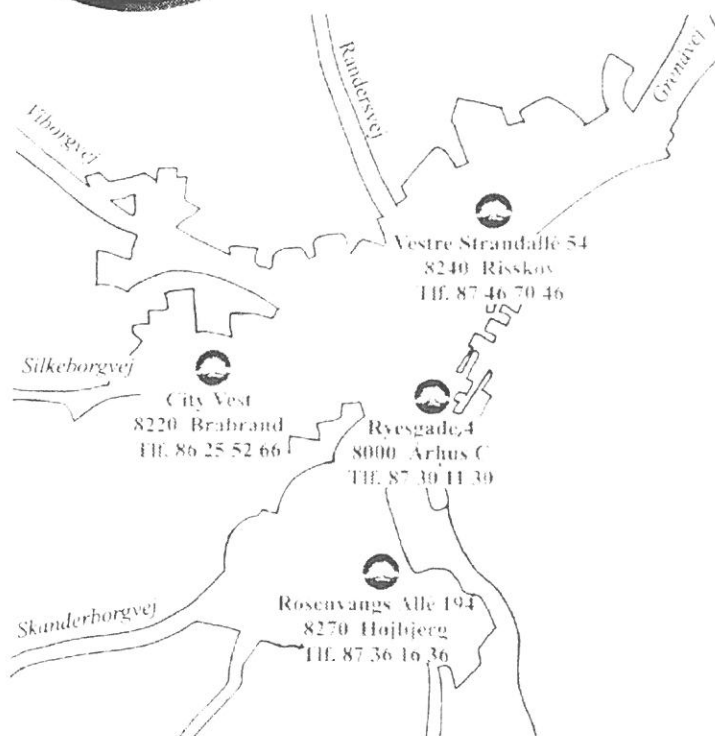 Randersvej
Grenåvej
Viborgvej
Vestre Strandallé 54
8240 Risskov
Tlf. 87 46 70 46
Silkeborgvej
City Vest
8220 Brabrand
Tlf. 86 25 52 66
Ryesgade 4
8000 Århus C
Tlf. 87 30 11 30
Rosenvangs Alle 194
8270 Højbjerg
Tlf. 87 36 16 36
Skanderborgvej